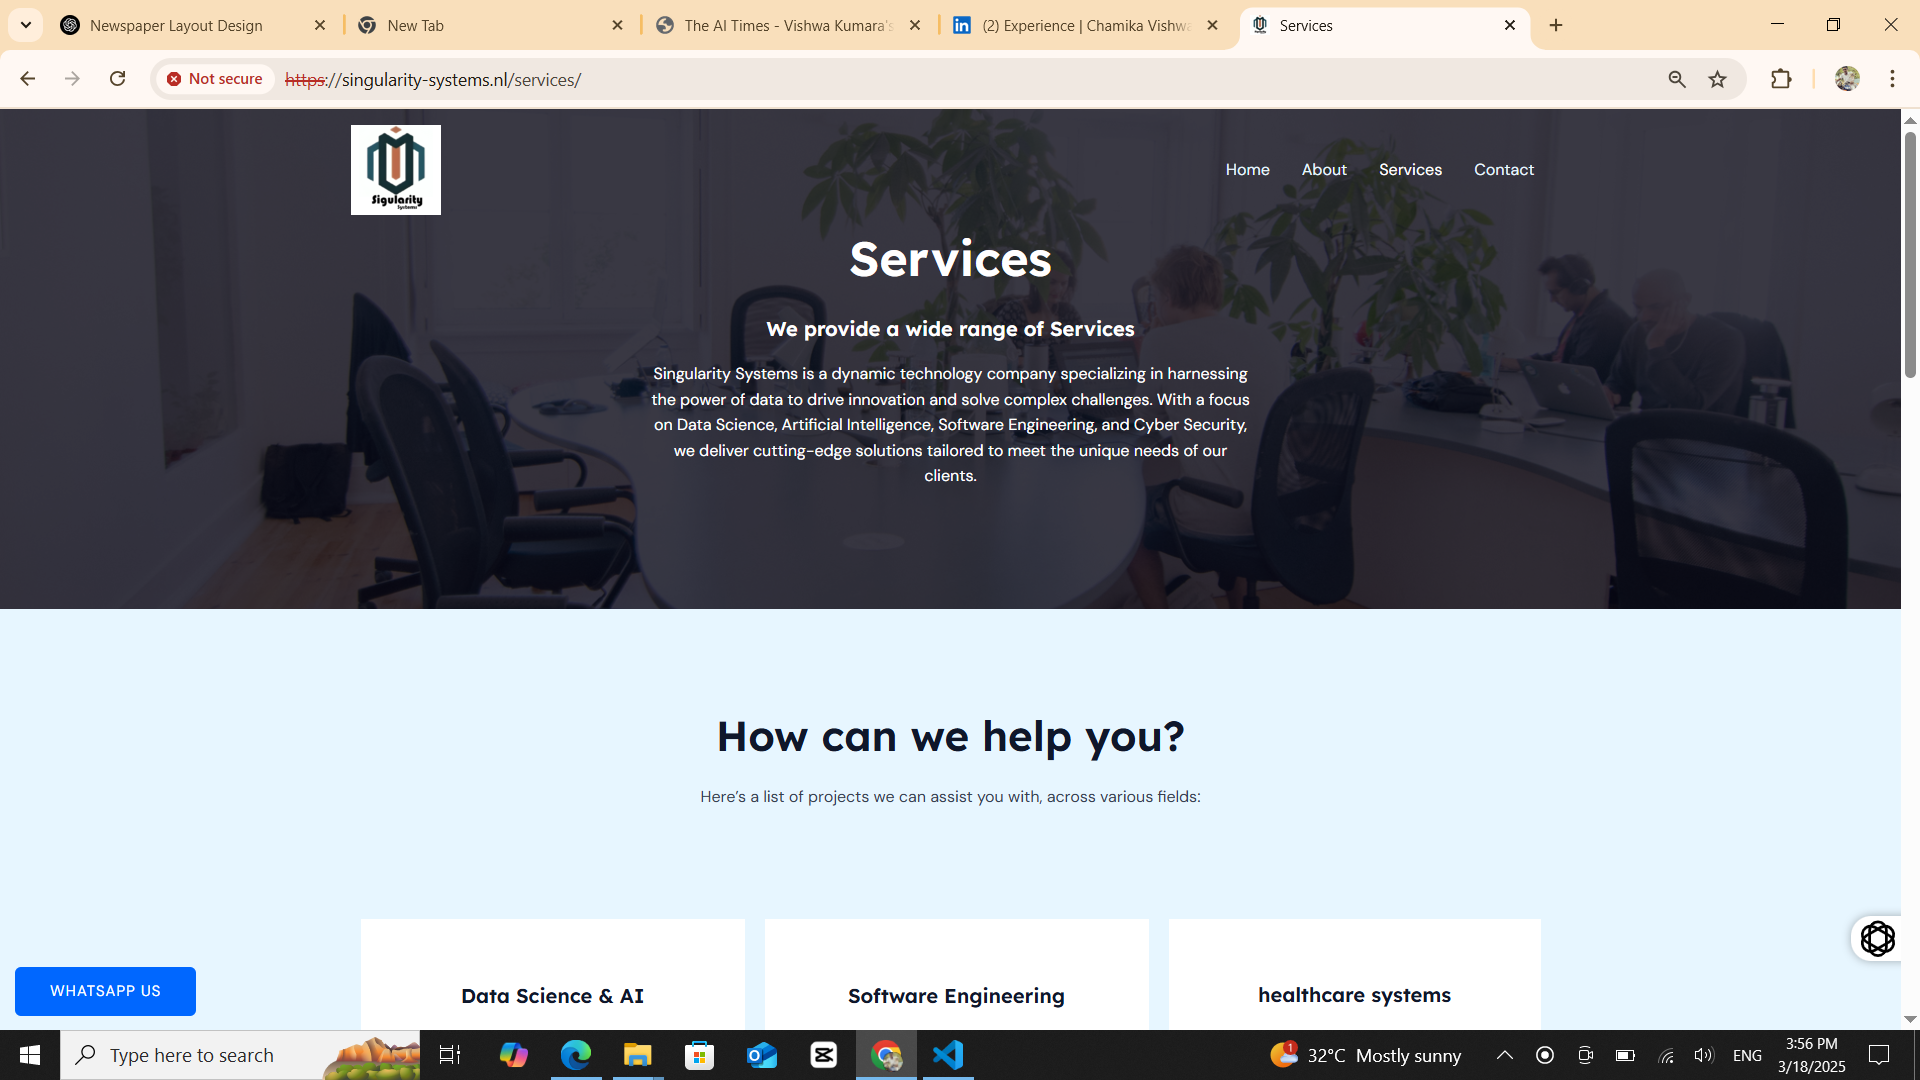 Newspaper Layout Design
New Tab
The AI Times - Vishwa Kumara's
(2) Experience | Chamika Vishwa
Services
Not secure
https://singularity-systems.nl/services/
Sigularity
Systems
Home
About
Services
Contact
Services
We provide a wide range of Services
Singularity Systems is a dynamic technology company specializing in harnessing
the power of data to drive innovation and solve complex challenges. With a focus
on Data Science, Artificial Intelligence, Software Engineering, and Cyber Security,
we deliver cutting-edge solutions tailored to meet the unique needs of our
clients.
How can we help you?
Here's a list of projects we can assist you with, across various fields:
Data Science & AI
Software Engineering
healthcare systems
WHATSAPP US
Type here to search
1
32°C Mostly sunny
ENG
3:56 PM
3/18/2025